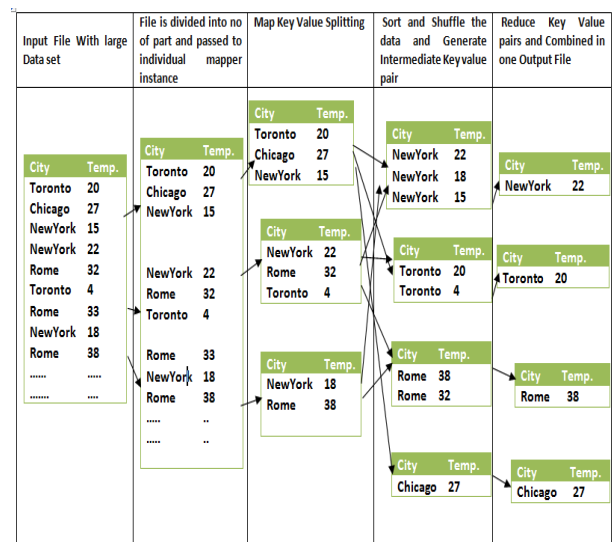 Input File With large
Data set
File is divided into no
of part and passed to
individual mapper
instance
Map Key Value Splitting
Sort and Shuffle the
data and Generate
Intermediate Key value
pair
Reduce Key Value
pairs and Combined in
one Output File
City Temp.
Toronto 20
Chicago 27
NewYork 15
NewYork 22
Rome 32
Toronto 4
Rome 33
NewYork 18
Rome 38
...... .....
....... ....
City Temp.
Toronto 20
Chicago 27
NewYork 15
NewYork 22
Rome 32
Toronto 4
Rome 33
NewYork 18
Rome 38
..... ..
..... ..
City Temp.
Toronto 20
Chicago 27
NewYork 15
City Temp.
NewYork 22
Rome 32
Toronto 4
City Temp.
NewYork 18
Rome 38
City Temp.
NewYork 22
NewYork 18
NewYork 15
City Temp.
Toronto 20
Toronto 4
City Temp.
Rome 38
Rome 32
City Temp.
Chicago 27
City Temp.
NewYork 22
City Temp.
Toronto 20
City Temp.
Rome 38
City Temp.
Chicago 27